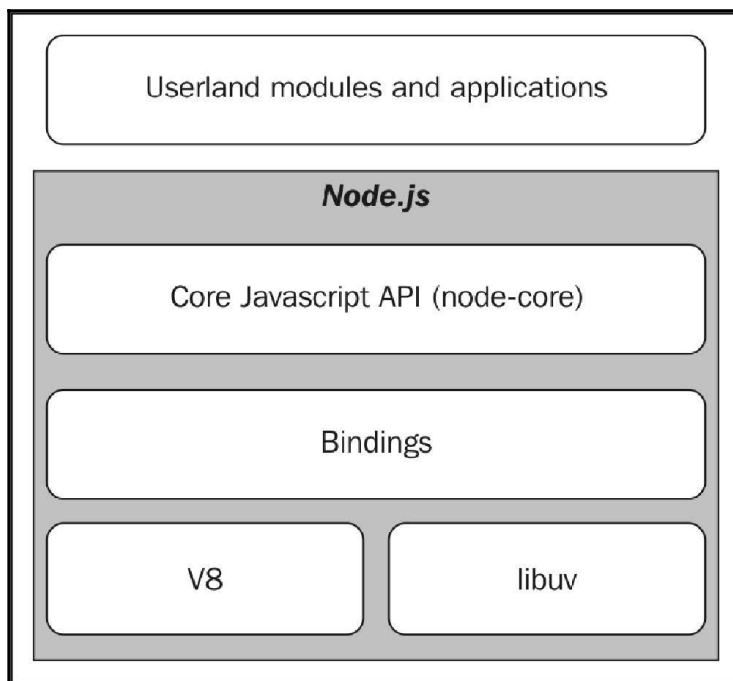 Userland modules and applications
Node.js
Core Javascript API (node-core)
Bindings
V8
libuv